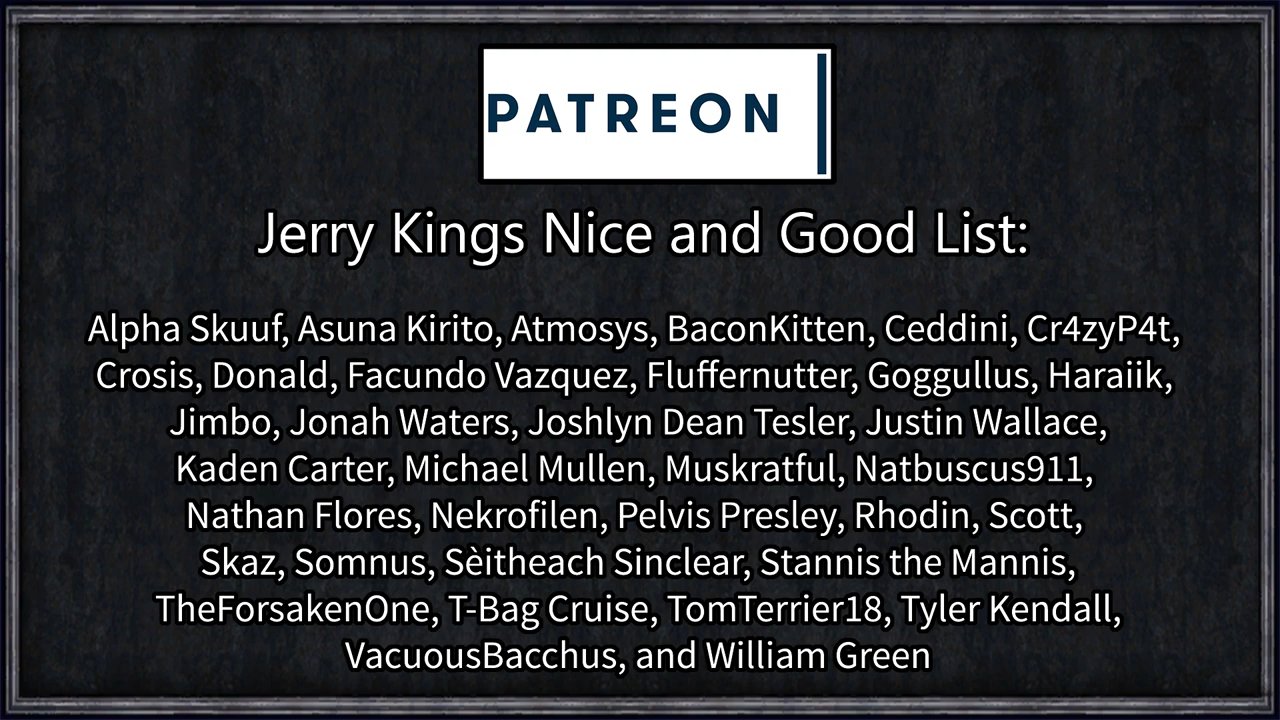 PATREON
Jerry Kings Nice and Good List:
Alpha Skuuf, Asuna Kirito, Atmosys, BaconKitten, Ceddini, Cr4zyP4t,
Crosis, Donald, Facundo Vazquez, Fluffernutter, Goggullus, Haraiik,
Jimbo, Jonah Waters, Joshlyn Dean Tesler, Justin Wallace,
Kaden Carter, Michael Mullen, Muskratful, Natbuscus911,
Nathan Flores, Nekrofilen, Pelvis Presley, Rhodin, Scott,
Skaz, Somnus, Sèitheach Sinclear, Stannis the Mannis,
TheForsakenOne, T-Bag Cruise, TomTerrier18, Tyler Kendall,
VacuousBacchus, and William Green